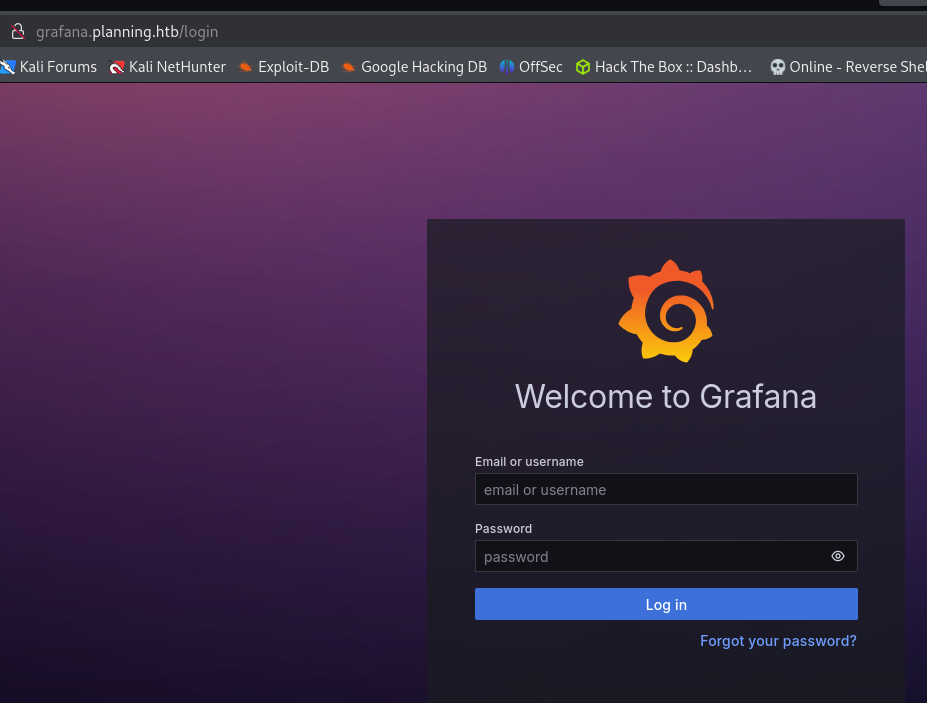 grafana.planning.htb/login
Kali Forums Kali NetHunter Exploit-DB Google Hacking DB OffSec Hack The Box :: Dashb… Online - Reverse Shel
Welcome to Grafana
Email or username
email or username
Password
password
Log in
Forgot your password?